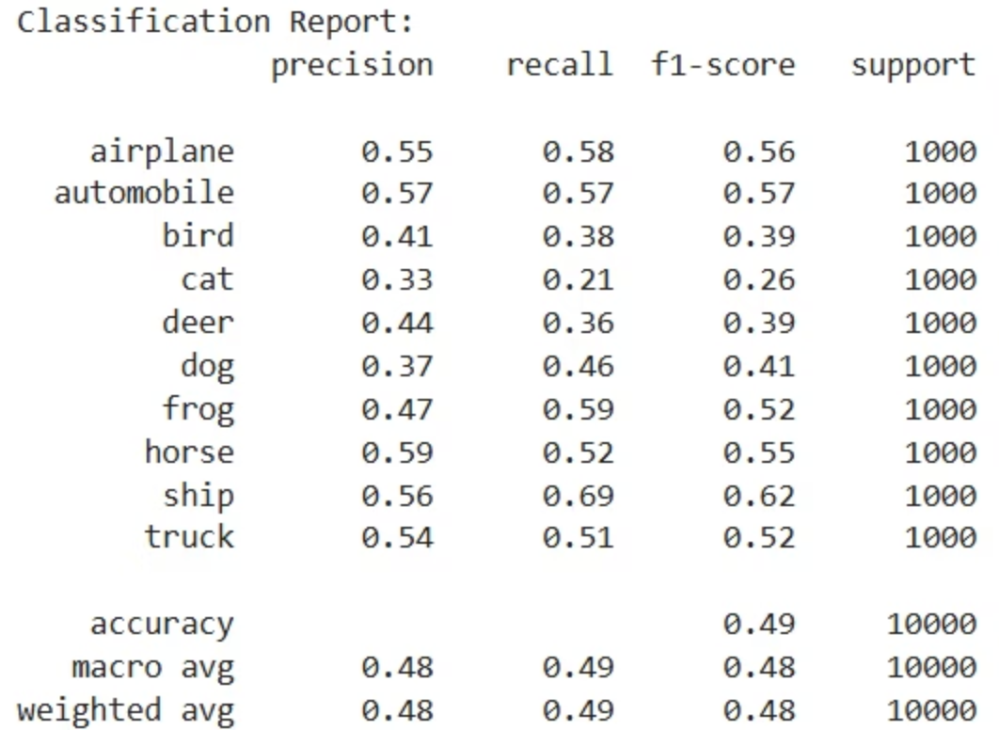 Classification Report:
precision recall f1-score support
airplane 0.55 0.58 0.56 1000
automobile 0.57 0.57 0.57 1000
bird 0.41 0.38 0.39 1000
cat 0.33 0.21 0.26 1000
deer 0.44 0.36 0.39 1000
dog 0.37 0.46 0.41 1000
frog 0.47 0.59 0.52 1000
horse 0.59 0.52 0.55 1000
ship 0.56 0.69 0.62 1000
truck 0.54 0.51 0.52 1000
accuracy 0.49 10000
macro avg 0.48 0.49 0.48 10000
weighted avg 0.48 0.49 0.48 10000